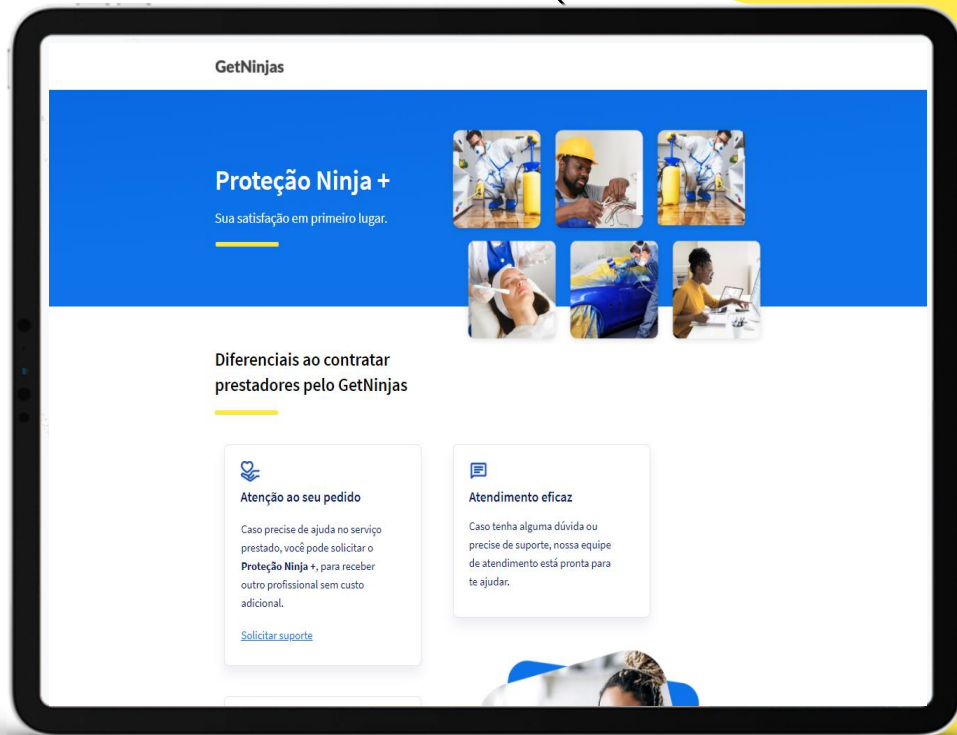 GetNinjas
Proteção Ninja +
Sua satisfação em primeiro lugar.
Diferenciais ao contratar
prestadores pelo GetNinjas
Atenção ao seu pedido
Caso precise de ajuda no serviço
prestado, você pode solicitar o
Proteção Ninja +, para receber
outro profissional sem custo
adicional.
Solicitar suporte
Atendimento eficaz
Caso tenha alguma dúvida ou
precise de suporte, nossa equipe
de atendimento está pronta para
te ajudar.